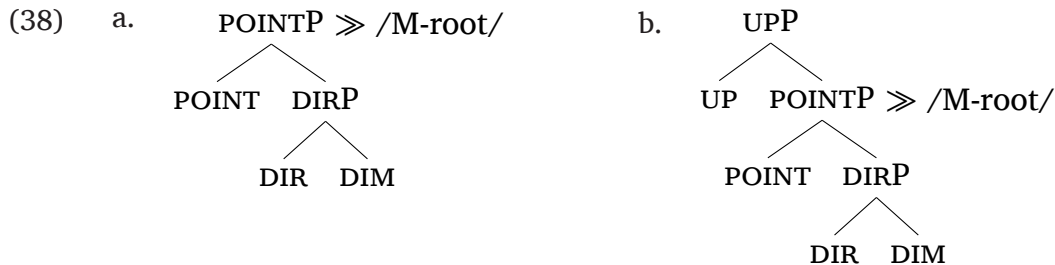 (38) a. POINTP ≫ /M-root/ b. UPP
POINT DIRP UP POINTP ≫ /M-root/
DIR DIM POINT DIRP
DIR DIM